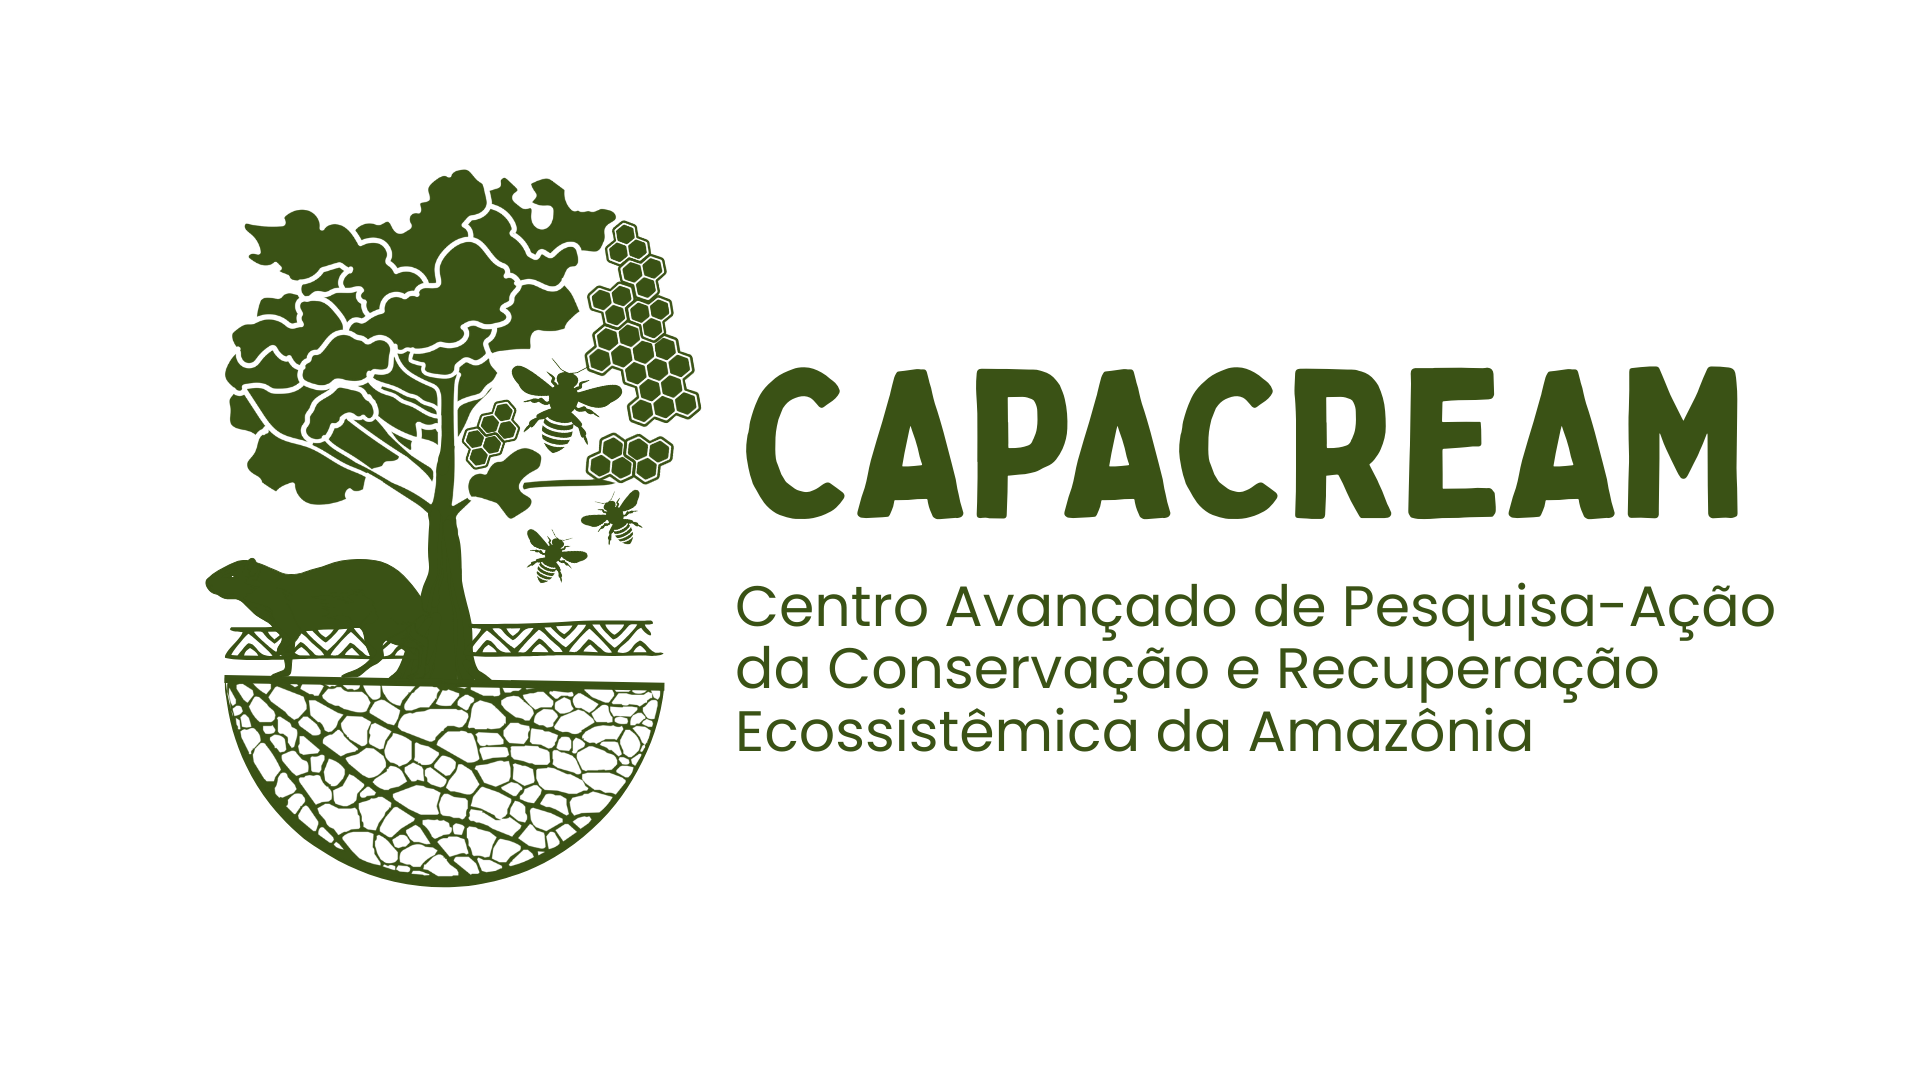 CAPACREAM
Centro Avançado de Pesquisa-Ação
da Conservação e Recuperação
Ecossistêmica da Amazônia